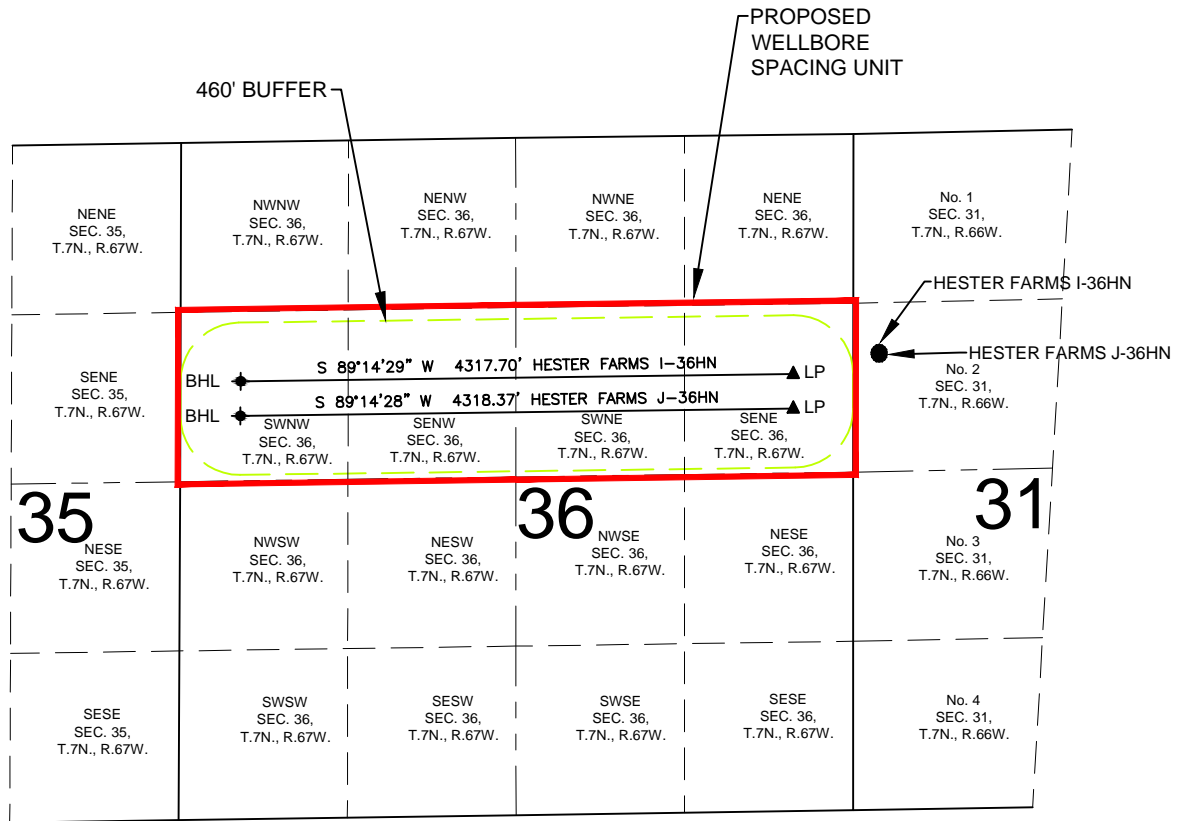 PROPOSED
WELLBORE
SPACING UNIT
460' BUFFER
NENE
SEC. 35,
T.7N., R.67W.
NWNW
SEC. 36,
T.7N., R.67W.
NENW
SEC. 36,
T.7N., R.67W.
NWNE
SEC. 36,
T.7N., R.67W.
NENE
SEC. 36,
T.7N., R.67W.
No. 1
SEC. 31,
T.7N., R.66W.
HESTER FARMS I-36HN
HESTER FARMS J-36HN
SENE
SEC. 35,
T.7N., R.67W.
BHL
S 89°14'29" W 4317.70' HESTER FARMS I-36HN
LP
BHL
S 89°14'28" W 4318.37' HESTER FARMS J-36HN
LP
SWNW
SEC. 36,
T.7N., R.67W.
SENW
SEC. 36,
T.7N., R.67W.
SWNE
SEC. 36,
T.7N., R.67W.
SENE
SEC. 36,
T.7N., R.67W.
No. 2
SEC. 31,
T.7N., R.66W.
35
36
31
NESE
SEC. 35,
T.7N., R.67W.
NWSW
SEC. 36,
T.7N., R.67W.
NESW
SEC. 36,
T.7N., R.67W.
NWSE
SEC. 36,
T.7N., R.67W.
NESE
SEC. 36,
T.7N., R.67W.
No. 3
SEC. 31,
T.7N., R.66W.
SESE
SEC. 35,
T.7N., R.67W.
SWSW
SEC. 36,
T.7N., R.67W.
SESW
SEC. 36,
T.7N., R.67W.
SWSE
SEC. 36,
T.7N., R.67W.
SESE
SEC. 36,
T.7N., R.67W.
No. 4
SEC. 31,
T.7N., R.66W.